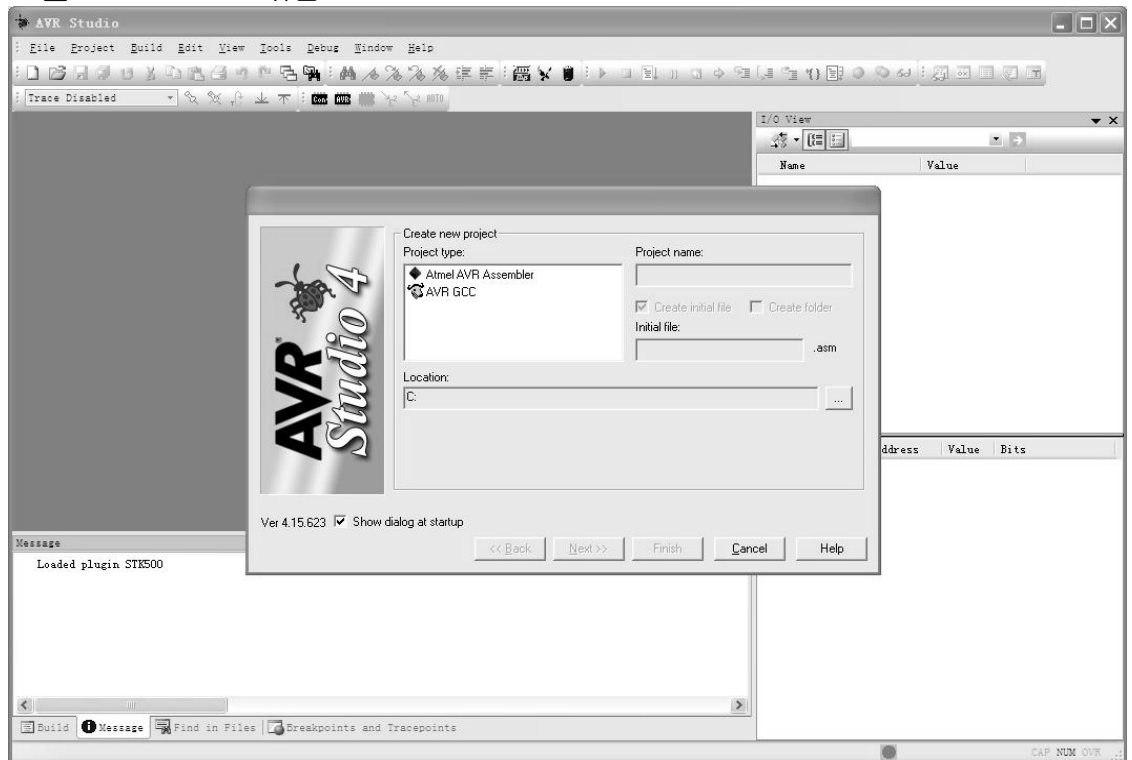 AVR Studio
File Project Build Edit View Tools Debug Window Help
Trace Disabled
Con AVR AUTO
I/O View
Name Value
Create new project
Project type:
Project name:
Atmel AVR Assembler
AVR GCC
Create initial file Create folder
Initial file:
.asm
Location:
C:
...
AVR Studio 4
Ver 4.15.623 Show dialog at startup
<< Back Next >> Finish Cancel Help
ddress Value Bits
Message
Loaded plugin STK500
Build Message Find in Files Breakpoints and Tracepoints
CAP NUM OVR